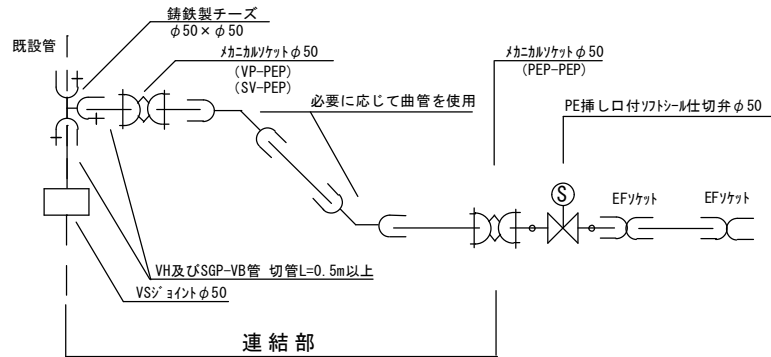 鋳鉄製チーズ
φ50×φ50
既設管
ﾒｶﾆｶﾙｿｹｯﾄφ50
(VP-PEP)
(SV-PEP)
必要に応じて曲管を使用
ﾒｶﾆｶﾙｿｹｯﾄφ50
(PEP-PEP)
PE挿し口付ｿﾌﾄｼｰﾙ仕切弁φ50
S
EFｿｹｯﾄ
EFｿｹｯﾄ
VH及びSGP-VB管 切管L=0.5m以上
VSｼﾞｮｲﾝﾄφ50
連結部